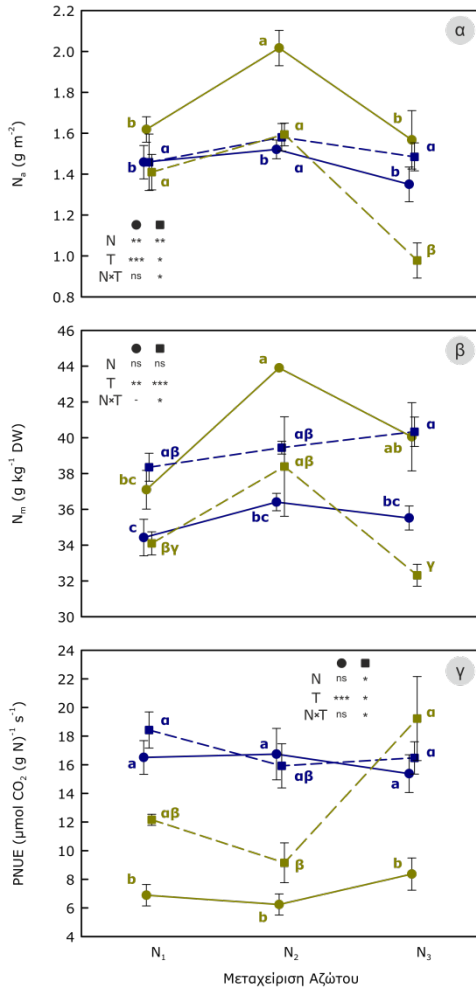 α
2.2
2.0
1.8
1.6
1.4
1.2
1.0
0.8
Nₐ (g m⁻²)
b
a
b
b
α
α
b
α
α
b
α
β
N ** **
T *** *
N×T ns *
β
46
44
42
40
38
36
34
32
30
Nₘ (g kg⁻¹ DW)
N ns ns
T ** ***
N×T - *
a
bc
αβ
c
βγ
αβ
αβ
bc
α
ab
bc
γ
γ
24
22
20
18
16
14
12
10
8
6
4
PNUE (μmol CO₂ (g N)⁻¹ s⁻¹)
N ns *
T *** *
N×T ns *
α
a
αβ
b
a
αβ
β
b
α
α
a
b
N₁ N₂ N₃
Μεταχείριση Αζώτου